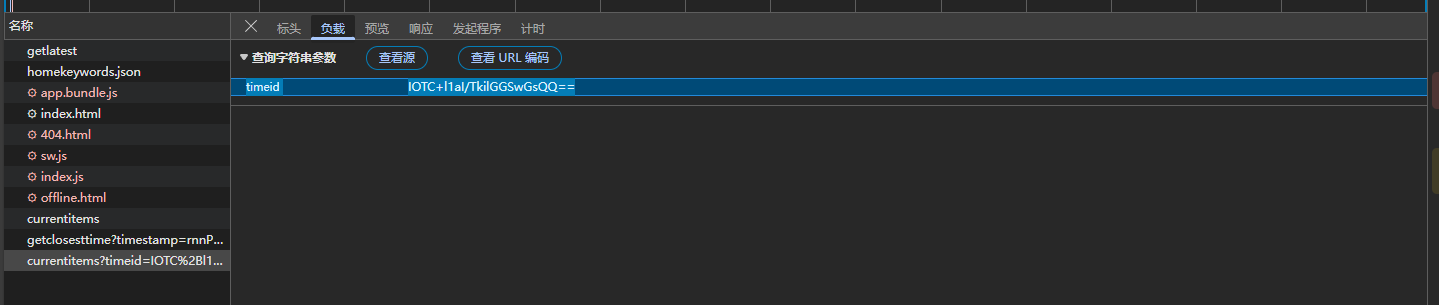 名称
标头 负载 预览 响应 发起程序 计时
getlatest
查询字符串参数 查看源 查看 URL 编码
homekeywords.json
timeid IOTC+l1aI/TkilGGSwGsQQ==
app.bundle.js
index.html
404.html
sw.js
index.js
offline.html
currentitems
getclosesttime?timestamp=rnnP...
currentitems?timeid=IOTC%2Bl1...